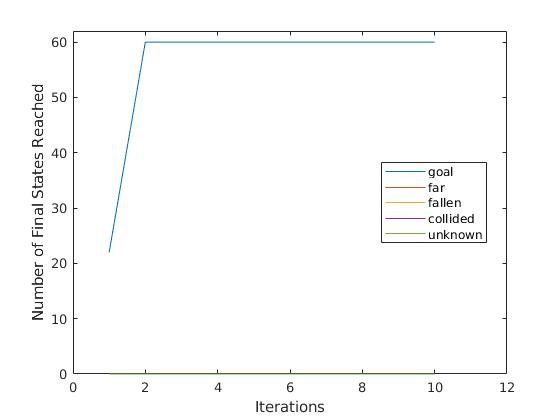 60
50
40
30
20
10
0
Number of Final States Reached
goal
far
fallen
collided
unknown
0 2 4 6 8 10 12
Iterations